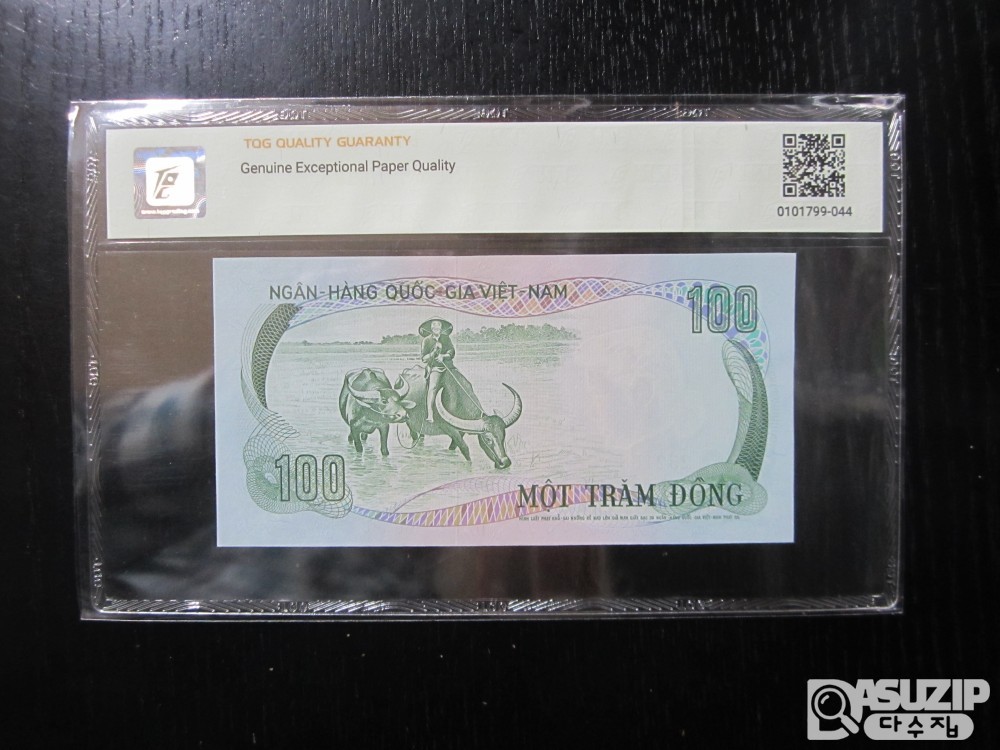 TQG QUALITY GUARANTY
Genuine Exceptional Paper Quality
0101799-044
NGÂN-HÀNG QUỐC-GIA VIỆT-NAM
100
100
MỘT TRĂM ĐỒNG
ASUZIP
다수집